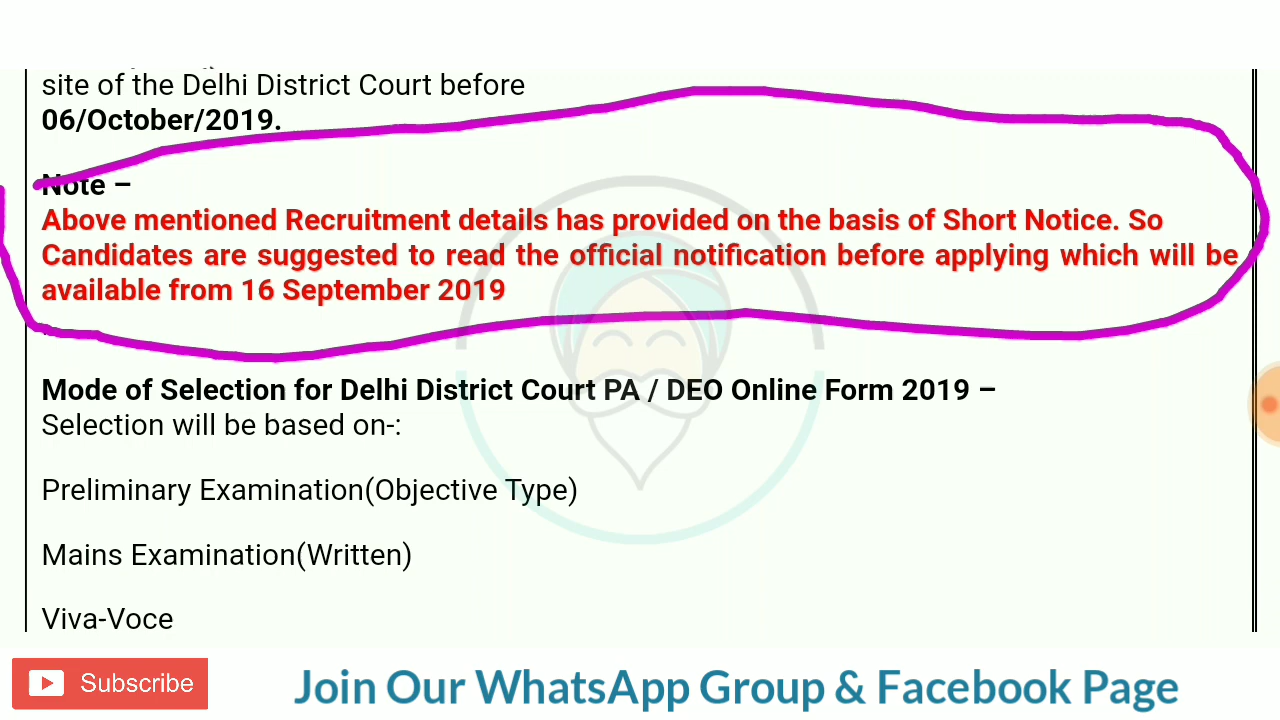 site of the Delhi District Court before
06/October/2019.
Note –
Above mentioned Recruitment details has provided on the basis of Short Notice. So
Candidates are suggested to read the official notification before applying which will be
available from 16 September 2019
Mode of Selection for Delhi District Court PA / DEO Online Form 2019 –
Selection will be based on-:
Preliminary Examination(Objective Type)
Mains Examination(Written)
Viva-Voce
Subscribe
Join Our WhatsApp Group & Facebook Page